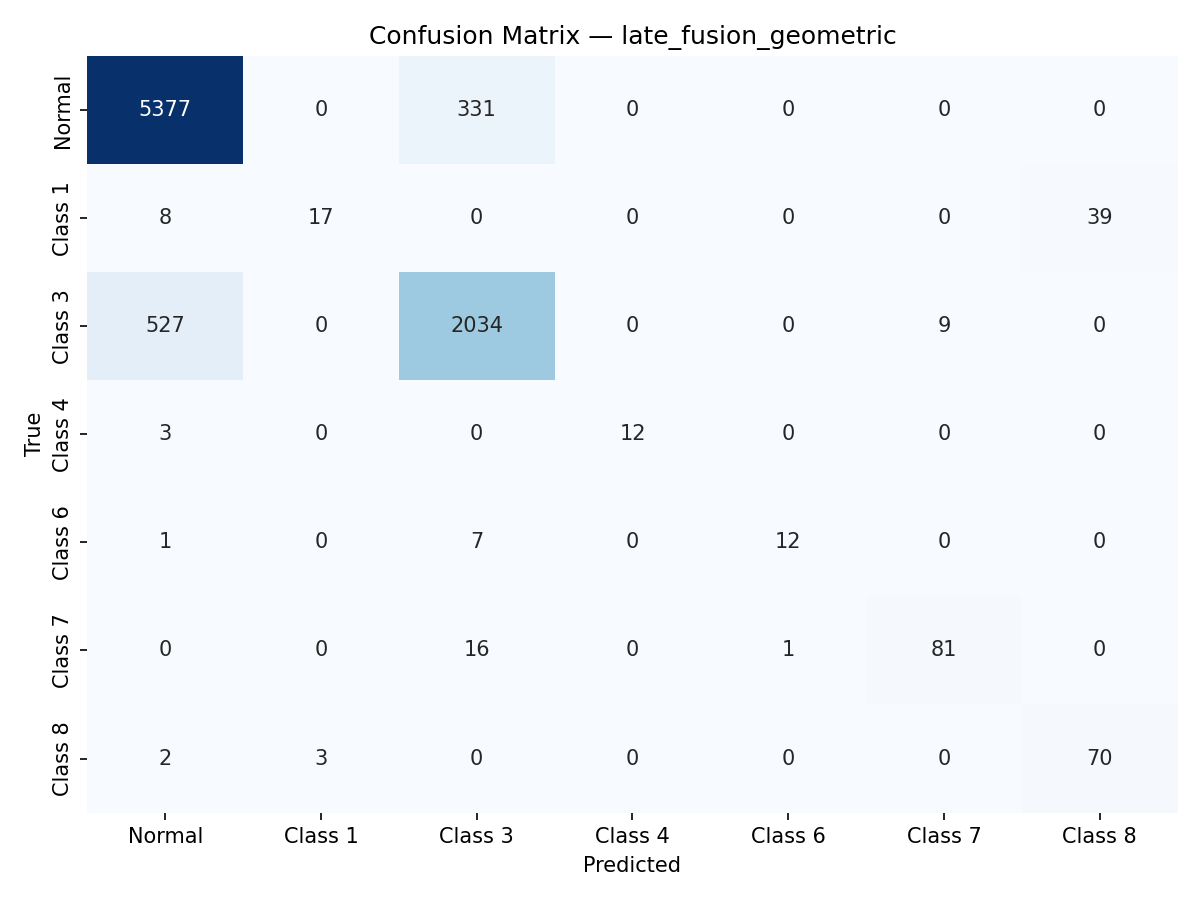 Confusion Matrix — late_fusion_geometric
Normal 5377 0 331 0 0 0 0
Class 1 8 17 0 0 0 0 39
Class 3 527 0 2034 0 0 9 0
Class 4 3 0 0 12 0 0 0
Class 6 1 0 7 0 12 0 0
Class 7 0 0 16 0 1 81 0
Class 8 2 3 0 0 0 0 70
True
Normal Class 1 Class 3 Class 4 Class 6 Class 7 Class 8
Predicted